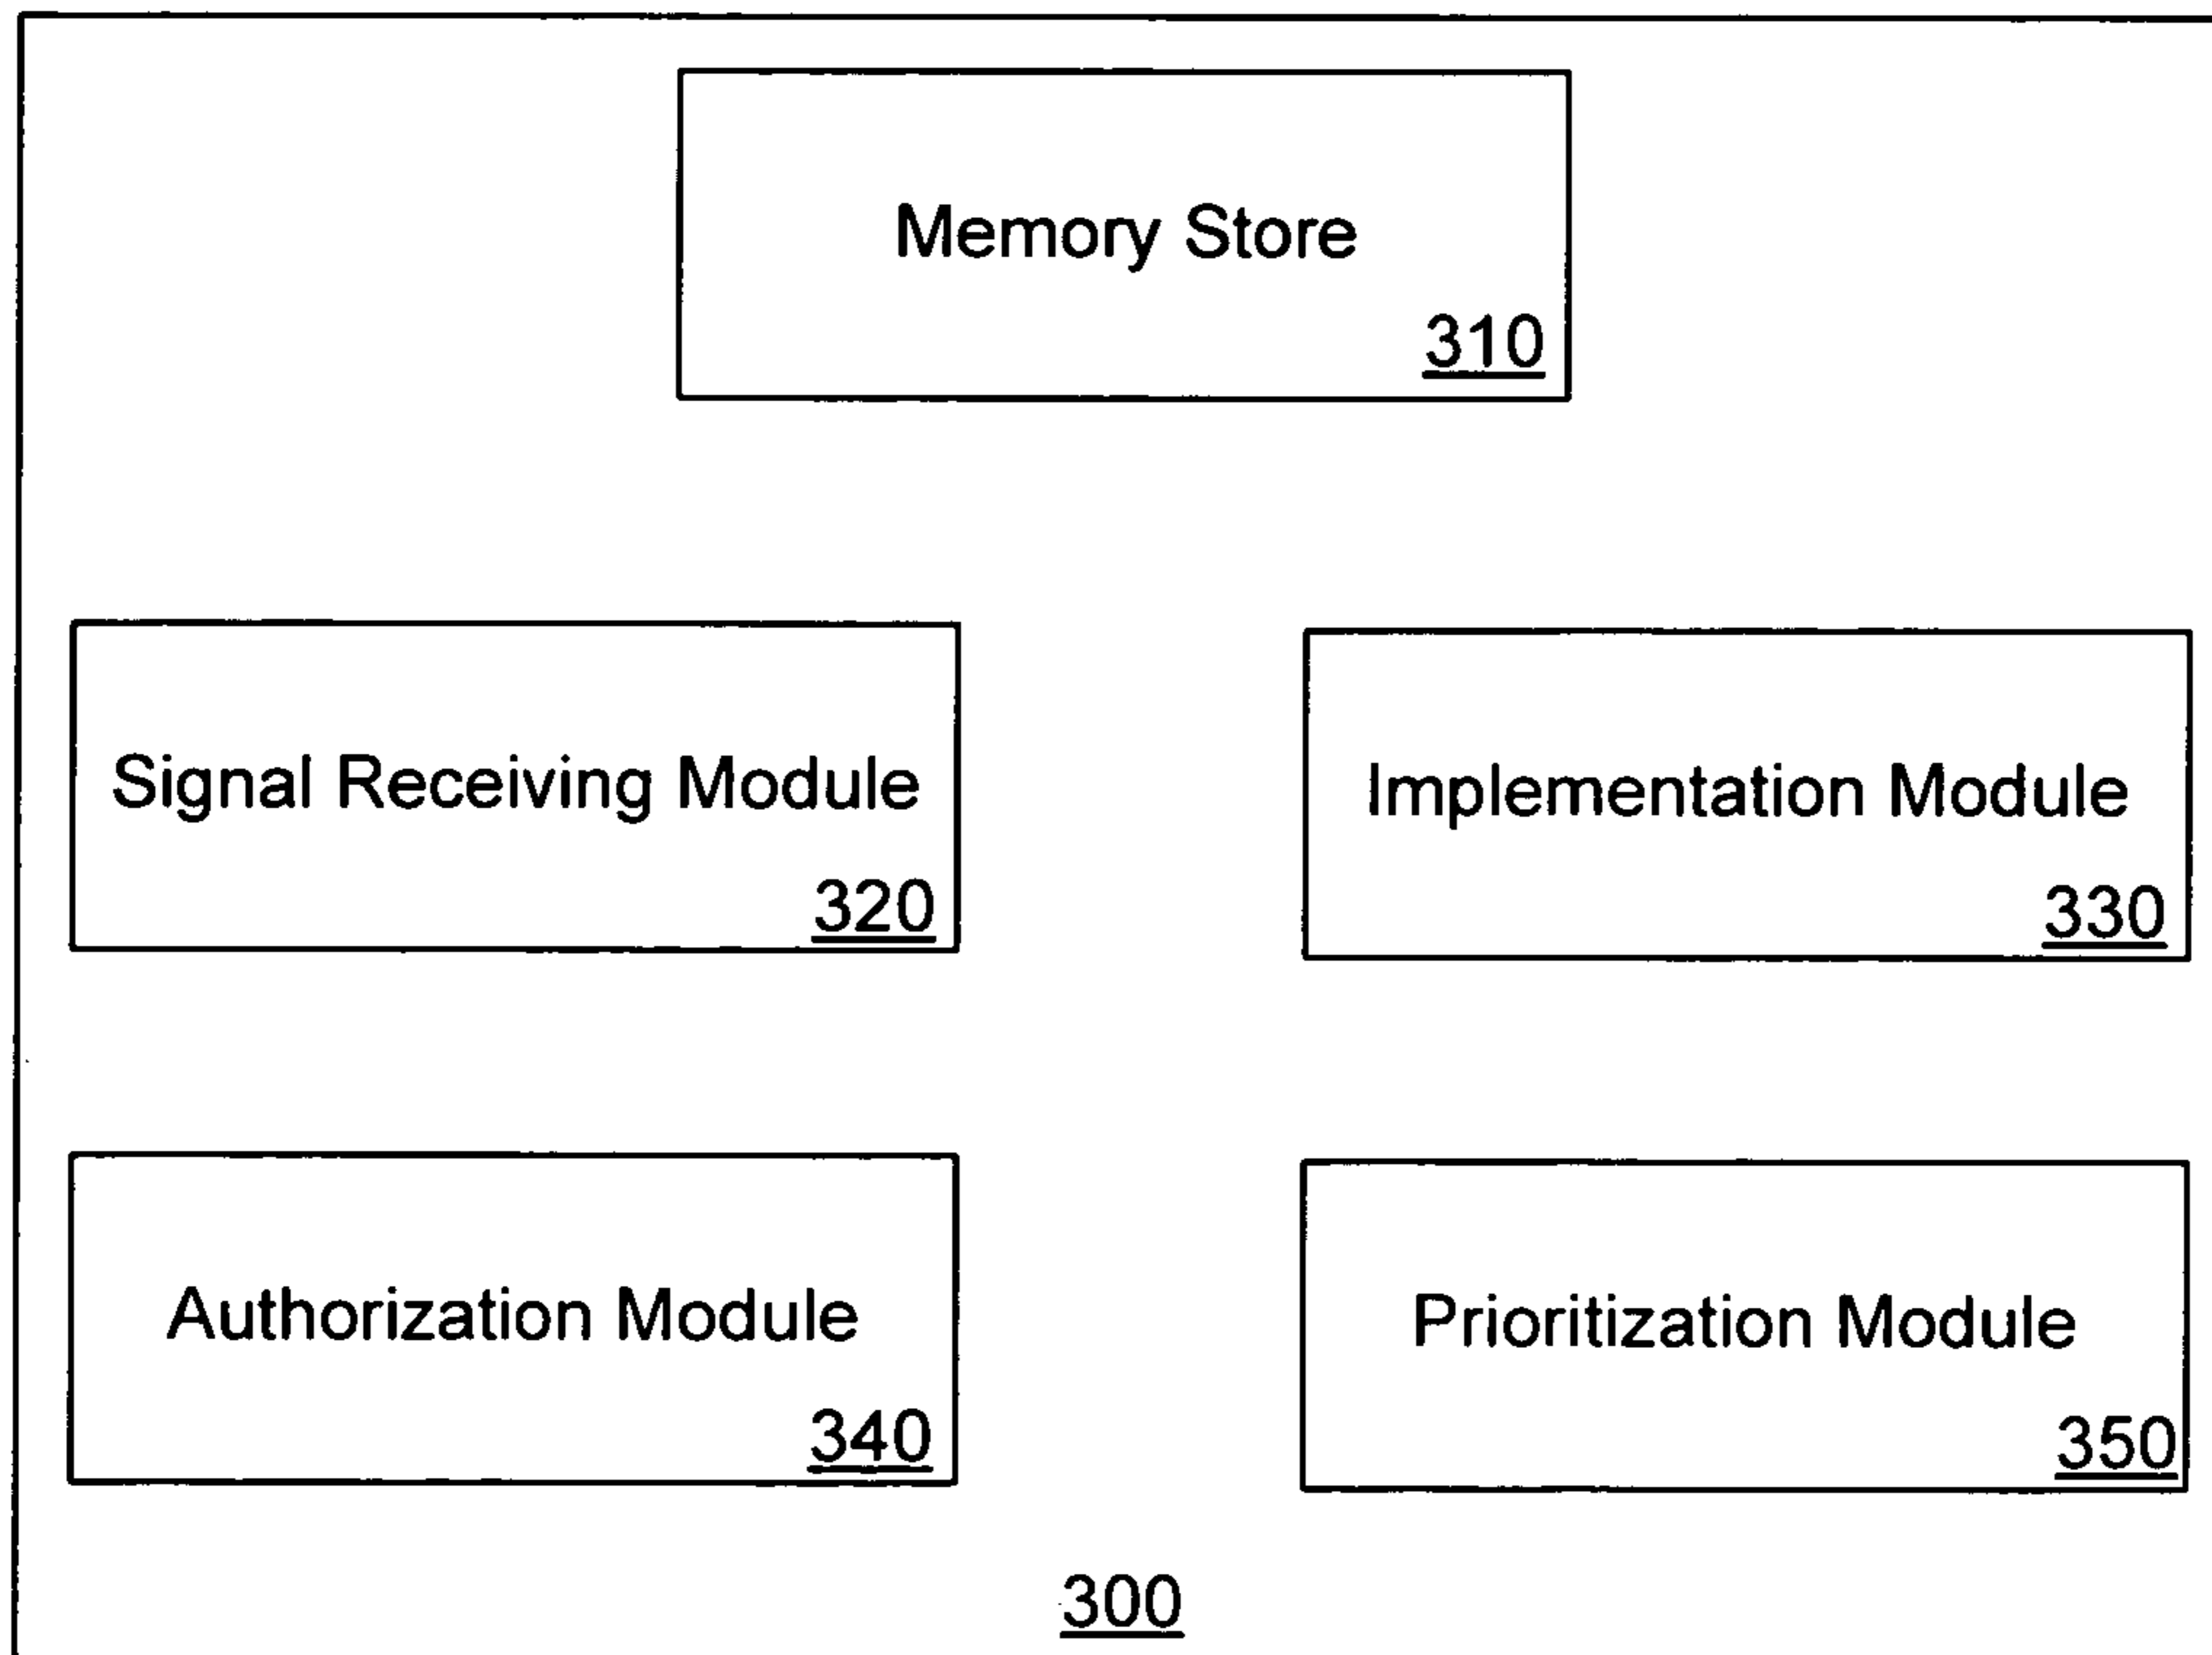 Memory Store
310
Signal Receiving Module
320
Implementation Module
330
Authorization Module
340
Prioritization Module
350
300